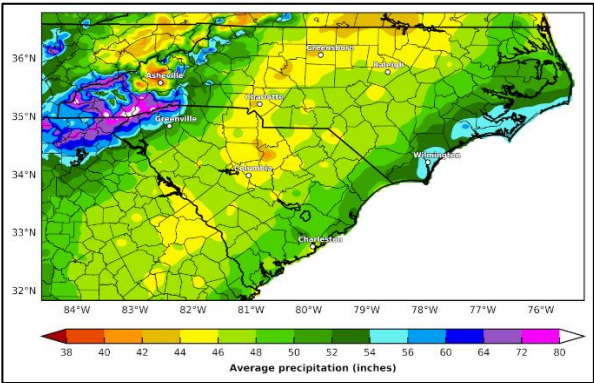 36°N
Greensboro
Raleigh
Asheville
Charlotte
35°N
Greenville
Wilmington
34°N
Columbia
33°N
Charleston
32°N
84°W 83°W 82°W 81°W 80°W 79°W 78°W 77°W 76°W
38 40 42 44 46 48 50 52 54 56 60 64 72 80
Average precipitation (inches)